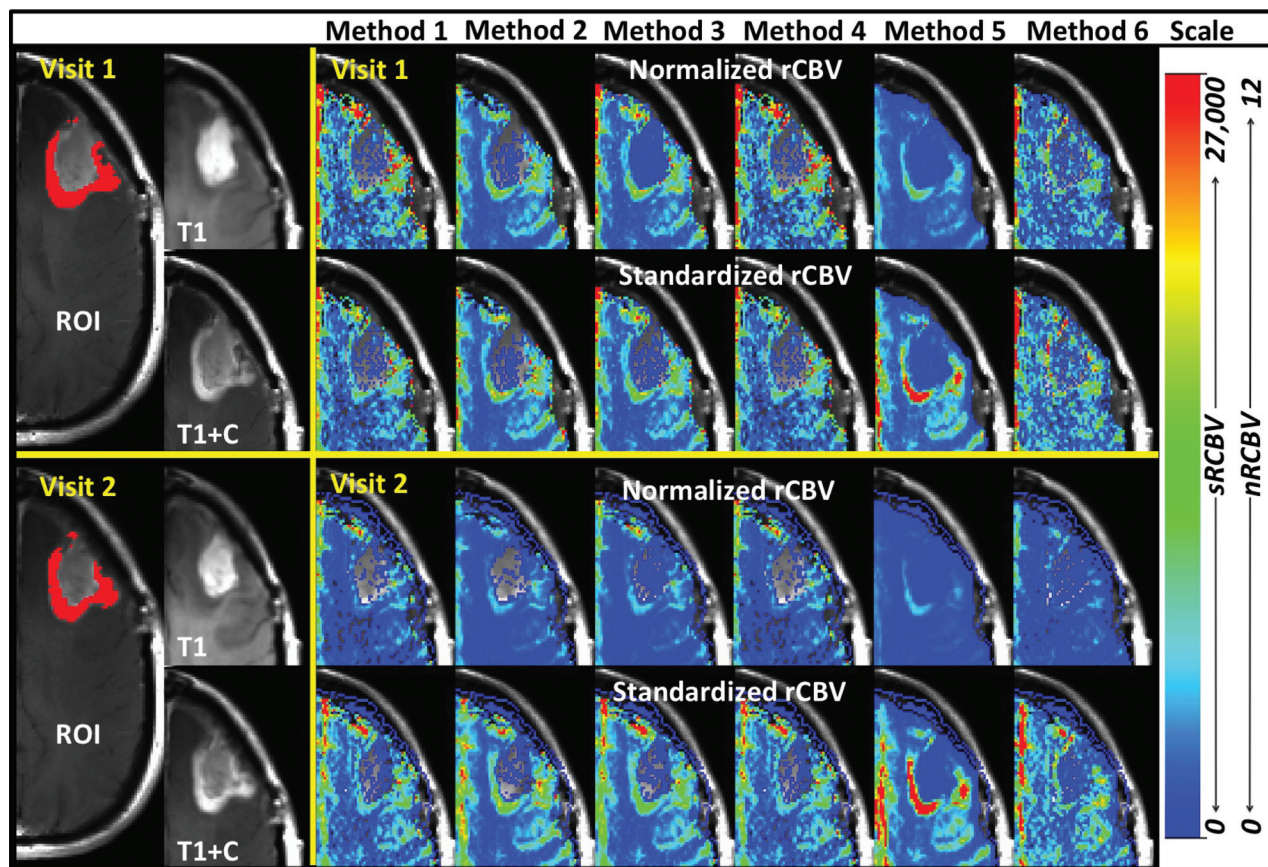 Method 1 Method 2 Method 3 Method 4 Method 5 Method 6 Scale
Visit 1
T1
ROI
T1+C
Visit 1
Normalized rCBV
Standardized rCBV
Visit 2
T1
ROI
T1+C
Visit 2
Normalized rCBV
Standardized rCBV
0 sRCBV 27,000
0 nRCBV 12